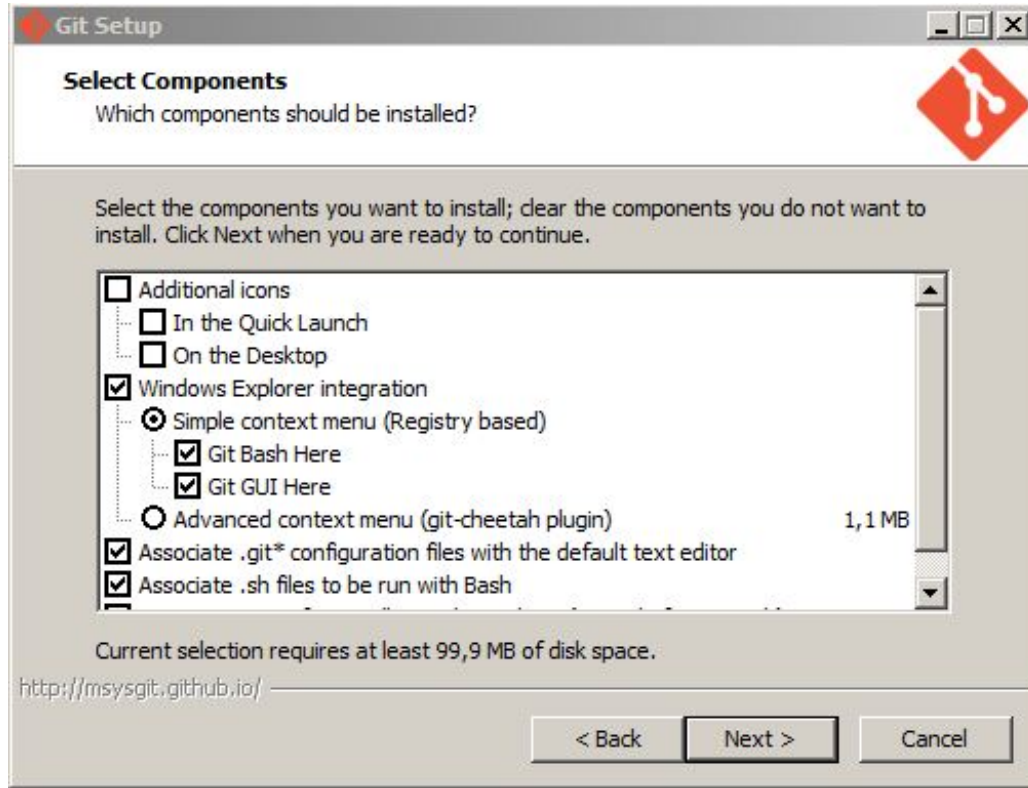 Git Setup
Select Components
Which components should be installed?
Select the components you want to install; clear the components you do not want to
install. Click Next when you are ready to continue.
Additional icons
In the Quick Launch
On the Desktop
Windows Explorer integration
Simple context menu (Registry based)
Git Bash Here
Git GUI Here
Advanced context menu (git-cheetah plugin) 1,1 MB
Associate .git* configuration files with the default text editor
Associate .sh files to be run with Bash
Current selection requires at least 99,9 MB of disk space.
http://msysgit.github.io/
< Back Next > Cancel